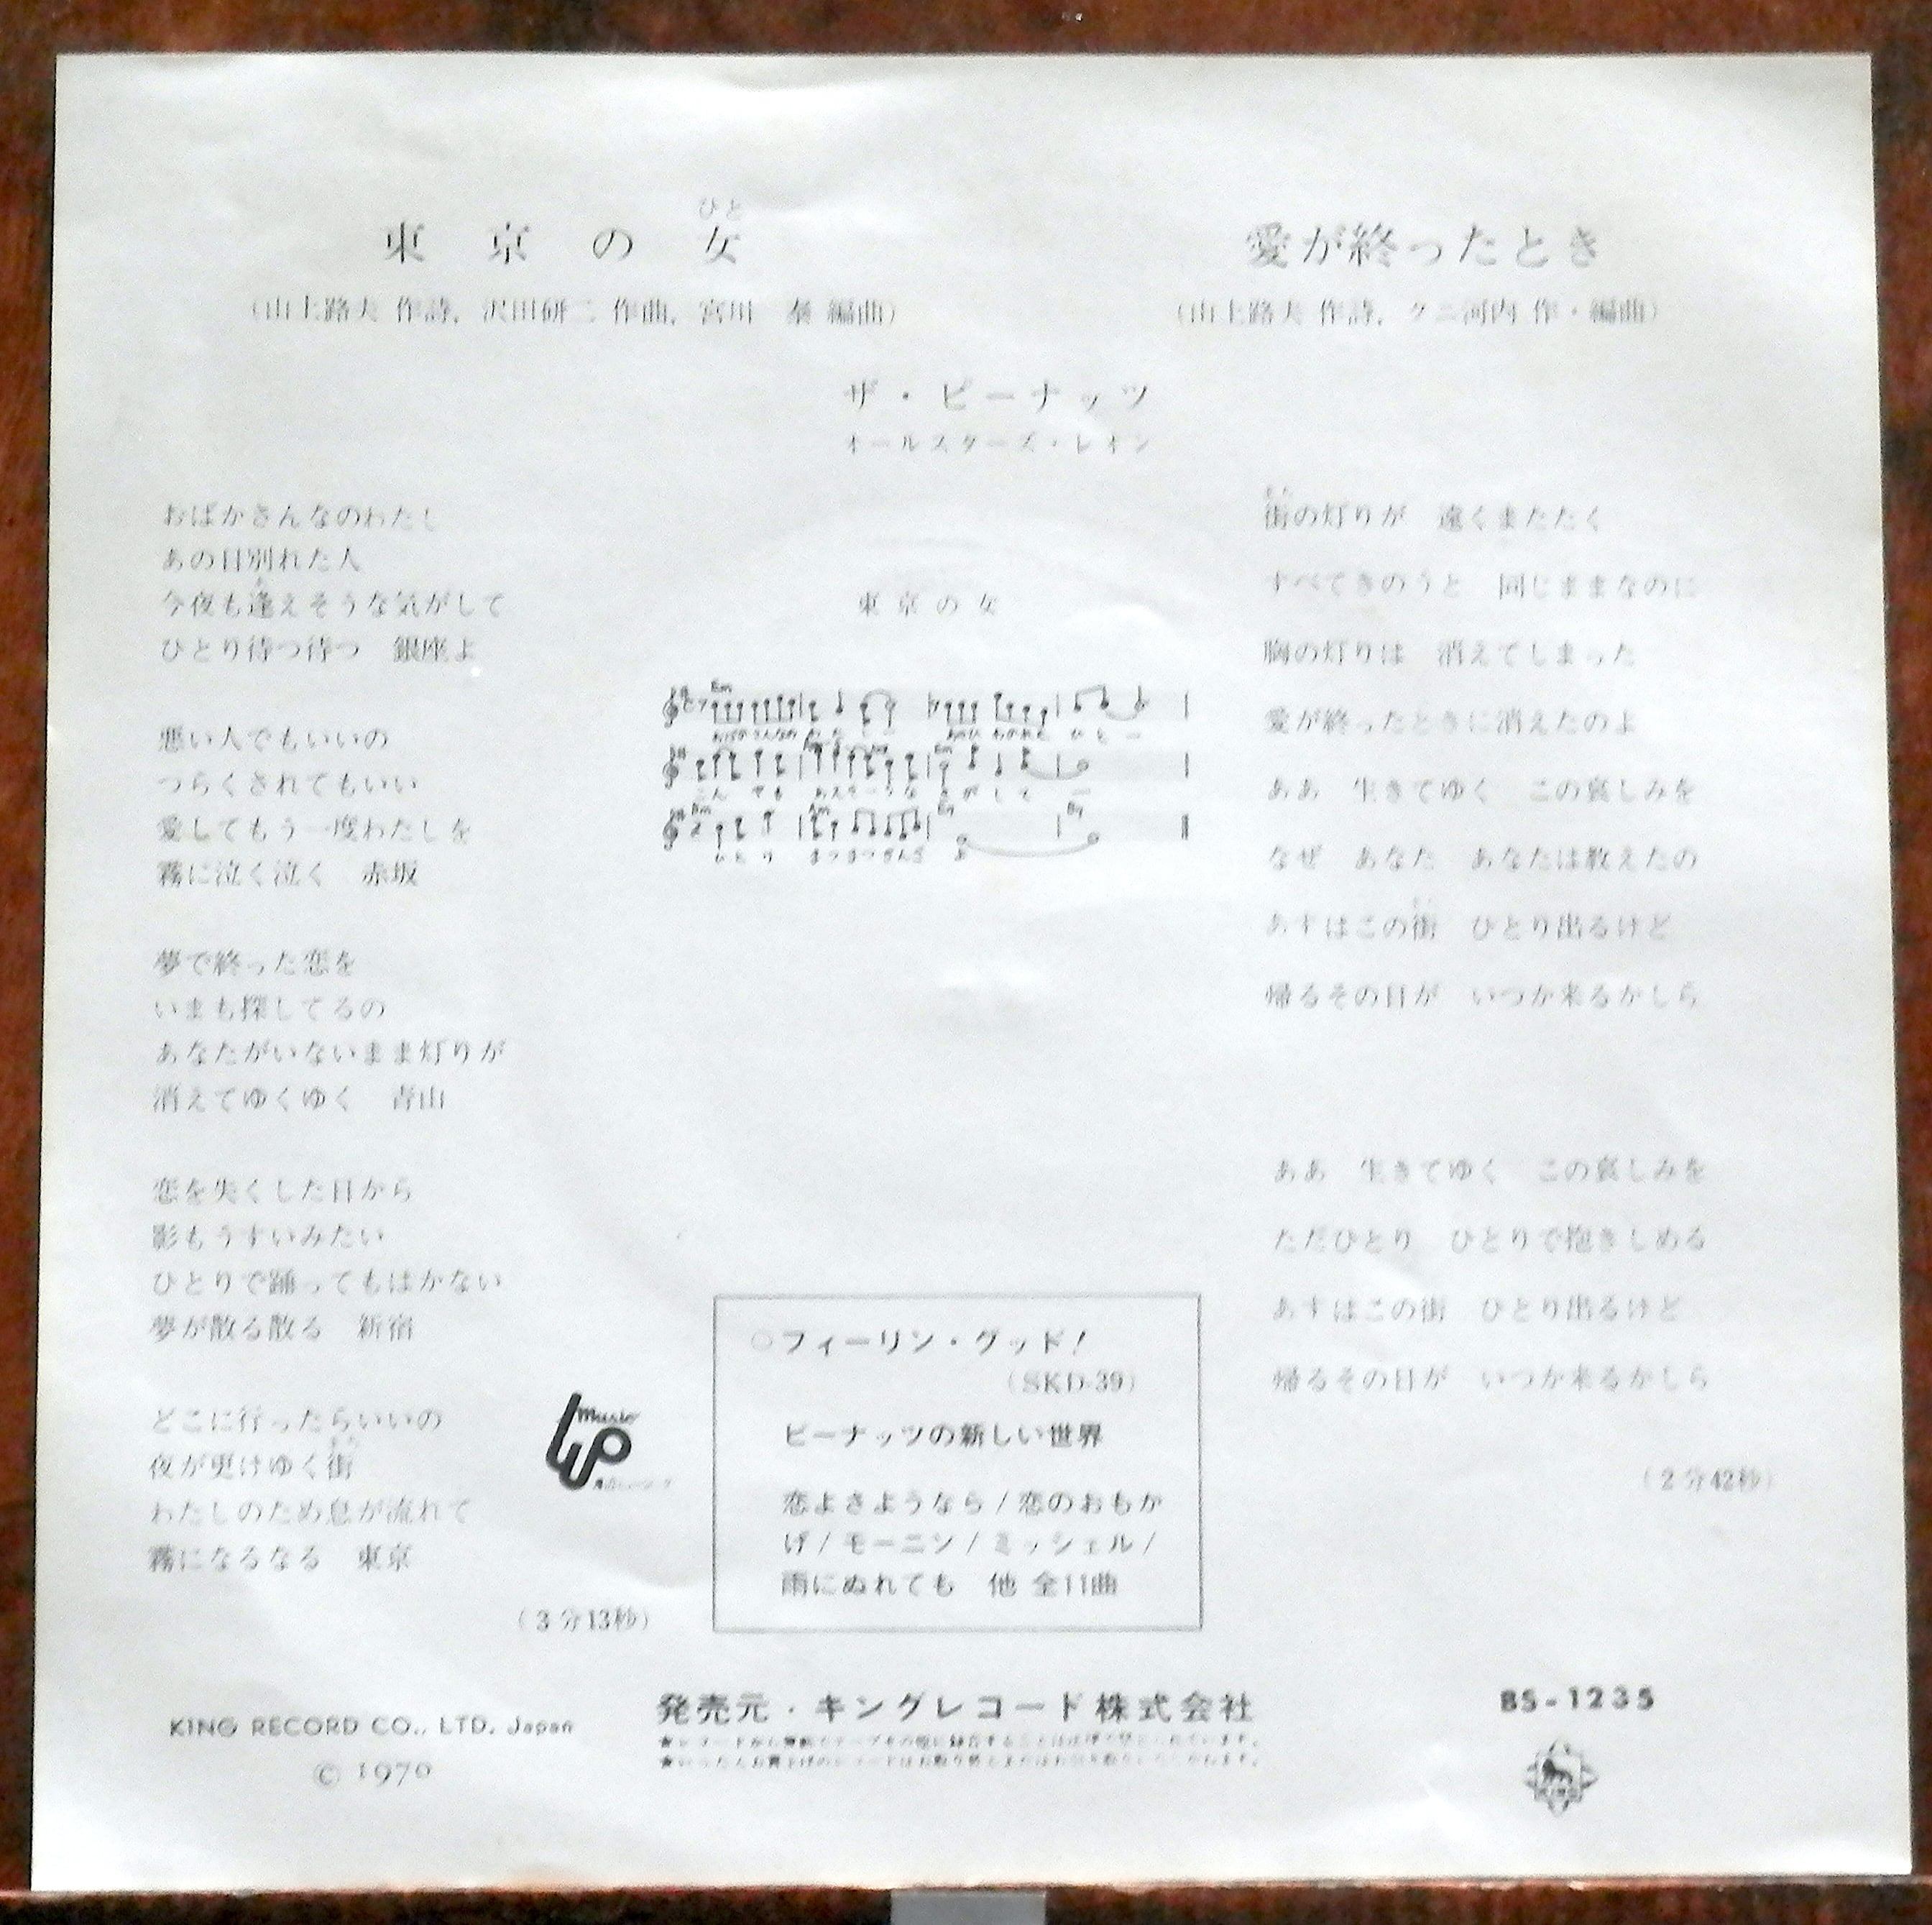 ひと
東京の女
(山上路夫 作詩, 沢田研二 作曲, 宮川 泰 編曲)
愛が終ったとき
(山上路夫 作詩, クニ河内 作・編曲)
ザ・ピーナッツ
オールスターズ・レオン
おばかさんなのわたし
あの日別れた人
今夜も逢えそうな気がして
ひとり待つ待つ 銀座よ
悪い人でもいいの
つらくされてもいい
愛してもう一度わたしを
霧に泣く泣く 赤坂
夢で終った恋を
いまも探してるの
あなたがいないまま灯りが
消えてゆくゆく 青山
恋を失くした日から
影もうすいみたい
ひとりで踊ってもはかない
夢が散る散る 新宿
どこに行ったらいいの
夜が更けゆく街
わたしのため息が流れて
霧になるなる 東京
(3分13秒)
東京の女
Music
○フィーリン・グッド!
(SKD-39)
ピーナッツの新しい世界
恋よさようなら/恋のおもか
げ/モーニン/ミッシェル/
雨にぬれても 他 全11曲
街の灯りが 遠くまたたく
すべてきのうと 同じままなのに
胸の灯りは 消えてしまった
愛が終ったときに消えたのよ
ああ 生きてゆく この哀しみを
なぜ あなた あなたは教えたの
あすはこの街 ひとり出るけど
帰るその日が いつか来るかしら
ああ 生きてゆく この哀しみを
ただひとり ひとりで抱きしめる
あすはこの街 ひとり出るけど
帰るその日が いつか来るかしら
(2分42秒)
KING RECORD CO., LTD. Japan
© 1970
発売元・キングレコード株式会社
BS-1235